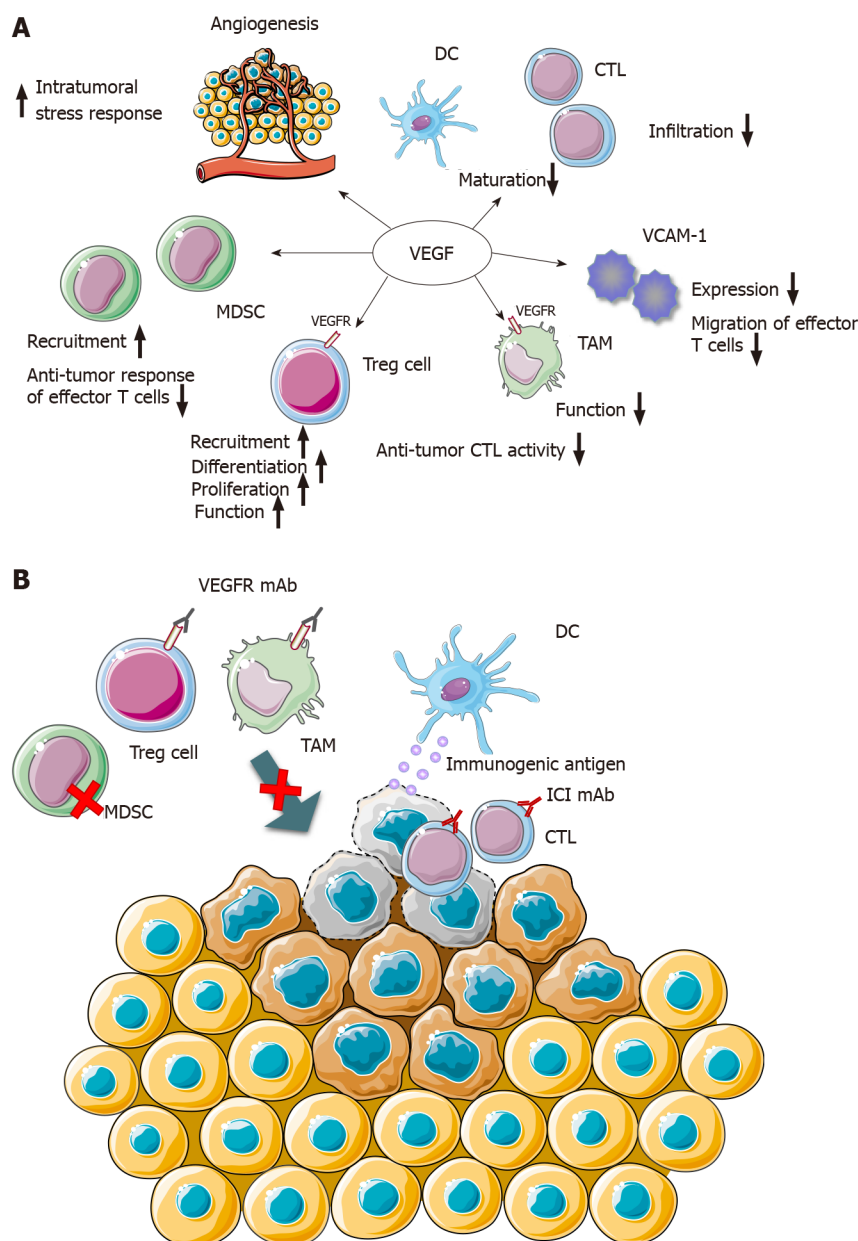 A
Angiogenesis
Intratumoral
stress response
DC
CTL
Infiltration
Maturation
VEGF
VCAM-1
Expression
Migration of effector
T cells
MDSC
Recruitment
Anti-tumor response
of effector T cells
VEGFR
Treg cell
Recruitment
Differentiation
Proliferation
Function
VEGFR
TAM
Function
Anti-tumor CTL activity
B
VEGFR mAb
Treg cell
TAM
MDSC
DC
Immunogenic antigen
ICI mAb
CTL